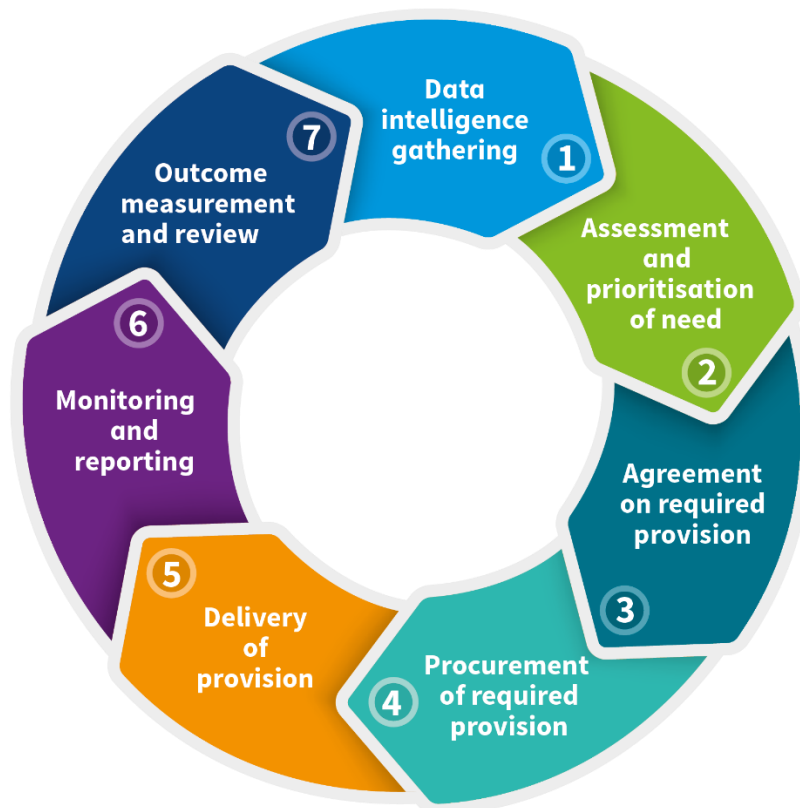 Data
intelligence
gathering
1
Assessment
and
prioritisation
of need
2
Agreement
on required
provision
3
Procurement
of required
provision
4
Delivery
of
provision
5
Monitoring
and
reporting
6
Outcome
measurement
and review
7